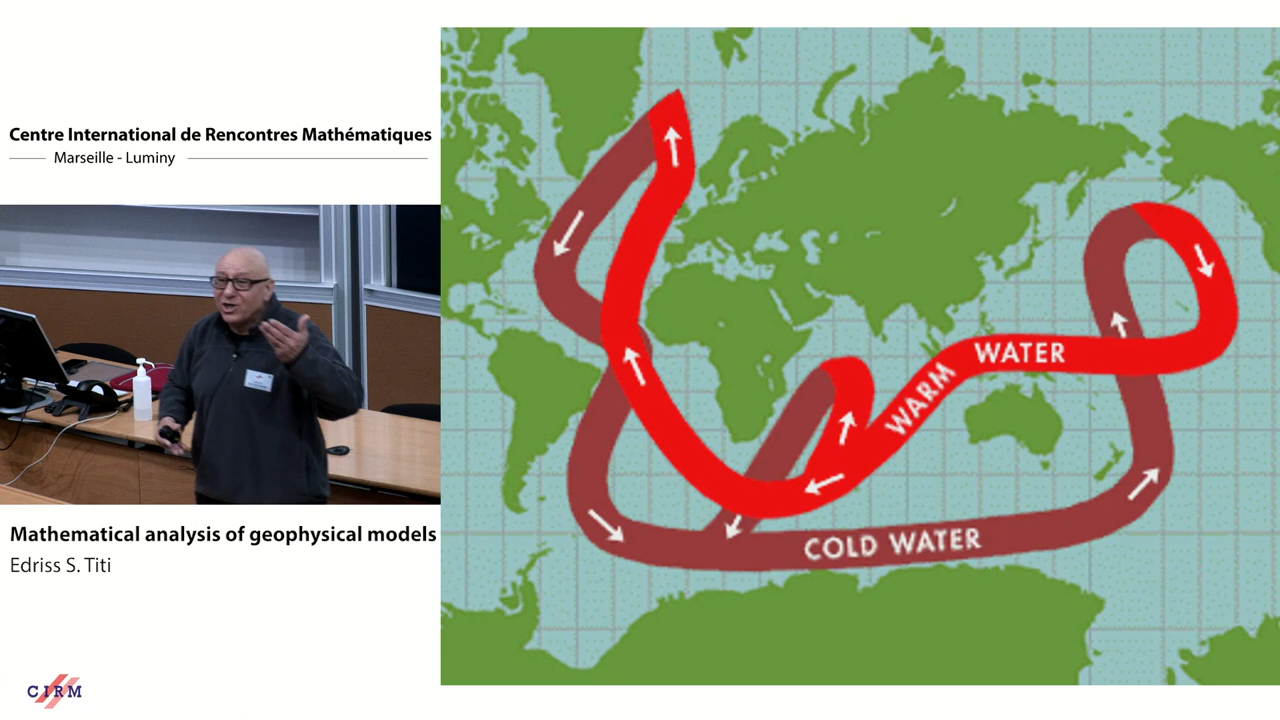 Centre International de Rencontres Mathématiques
Marseille - Luminy
Mathematical analysis of geophysical models
Edriss S. Titi
CIRM
WATER
WARM
COLD WATER